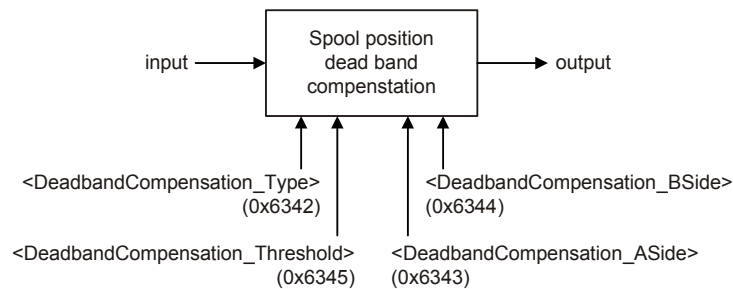 Spool position
dead band
compenstation
input
output
<DeadbandCompensation_Type>
(0x6342)
<DeadbandCompensation_BSide>
(0x6344)
<DeadbandCompensation_Threshold>
(0x6345)
<DeadbandCompensation_ASide>
(0x6343)